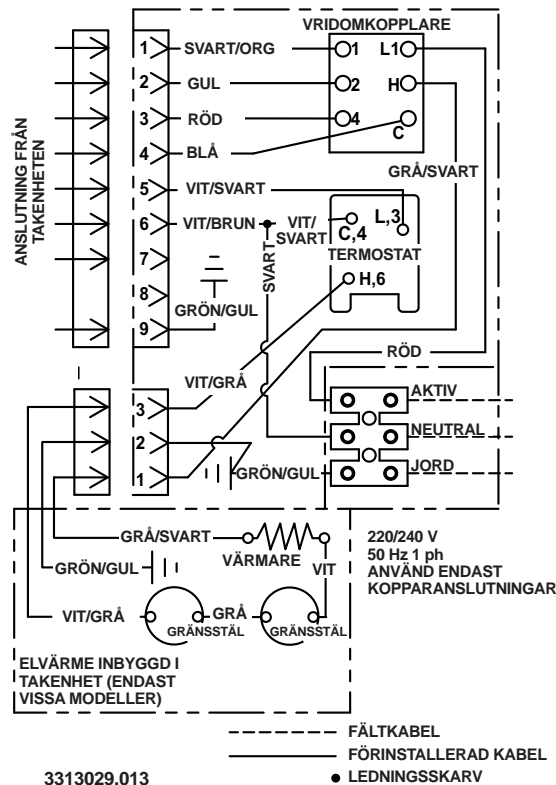 VRIDOMKOPPLARE
ANSLUTNING FRÅN
TAKENHETEN
1 SVART/ORG 1 L1
2 GUL 2 H
3 RÖD 4
4 BLÅ C
GRÅ/SVART
5 VIT/SVART
6 VIT/BRUN
VIT/
SVART
L,3
C,4
TERMOSTAT
H,6
SVART
7
8
9
GRÖN/GUL
RÖD
VIT/GRÅ
3
2
1
GRÖN/GUL
AKTIV
NEUTRAL
JORD
GRÅ/SVART
VÄRMARE
VIT
GRÖN/GUL
VIT/GRÅ
GRÅ
GRÄNSSTÄL
GRÄNSSTÄL
220/240 V
50 Hz 1 ph
ANVÄND ENDAST
KOPPARANSLUTNINGAR
ELVÄRME INBYGGD I
TAKENHET (ENDAST
VISSA MODELLER)
FÄLTKABEL
FÖRINSTALLERAD KABEL
LEDNINGSSKARV
3313029.013